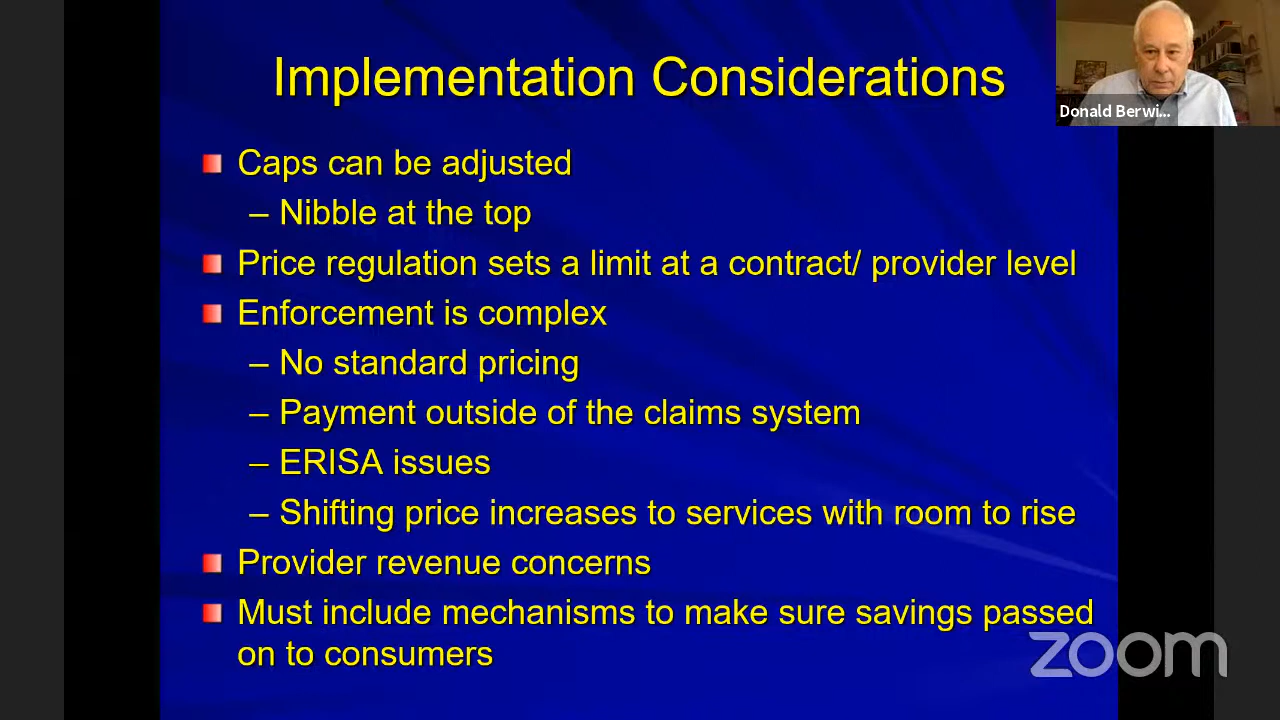 Implementation Considerations
Donald Berwi...
Caps can be adjusted
– Nibble at the top
Price regulation sets a limit at a contract/ provider level
Enforcement is complex
– No standard pricing
– Payment outside of the claims system
– ERISA issues
– Shifting price increases to services with room to rise
Provider revenue concerns
Must include mechanisms to make sure savings passed
on to consumers
zoom